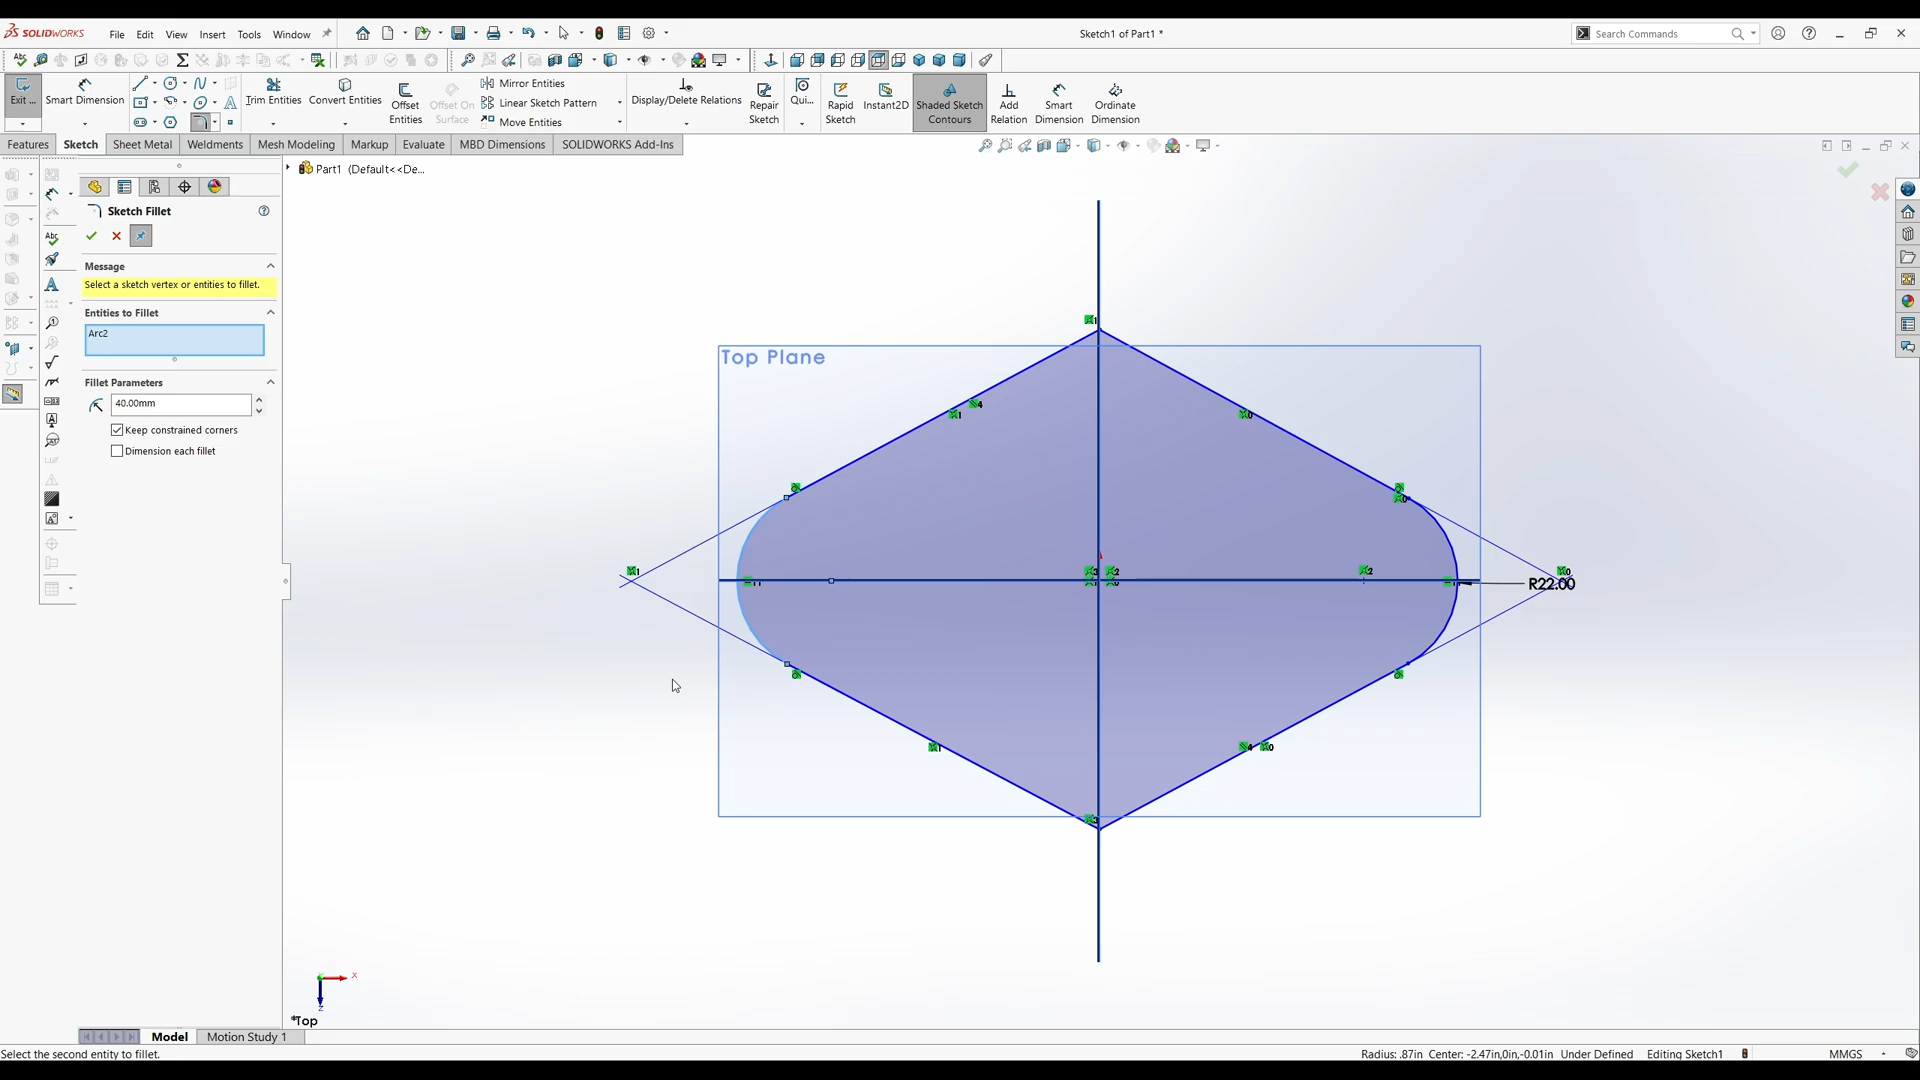 SOLIDWORKS File Edit View Insert Tools Window Sketch1 of Part1 * Search Commands
Exit ... Smart Dimension Trim Entities Convert Entities Offset Entities Offset On Surface Mirror Entities
Linear Sketch Pattern
Move Entities
Display/Delete Relations Repair Sketch Qui... Rapid Sketch Instant2D Shaded Sketch Contours Add Relation Smart Dimension Ordinate Dimension
Features Sketch Sheet Metal Weldments Mesh Modeling Markup Evaluate MBD Dimensions SOLIDWORKS Add-Ins
Part1 (Default<<De...
Sketch Fillet
Message
Select a sketch vertex or entities to fillet.
Entities to Fillet
Arc2
Fillet Parameters
40.00mm
Keep constrained corners
Dimension each fillet
Top Plane
R22.00
X
Z
*Top
Model Motion Study 1
Select the second entity to fillet. Radius: .87in Center: -2.47in,0in,-0.01in Under Defined Editing Sketch1 MMGS